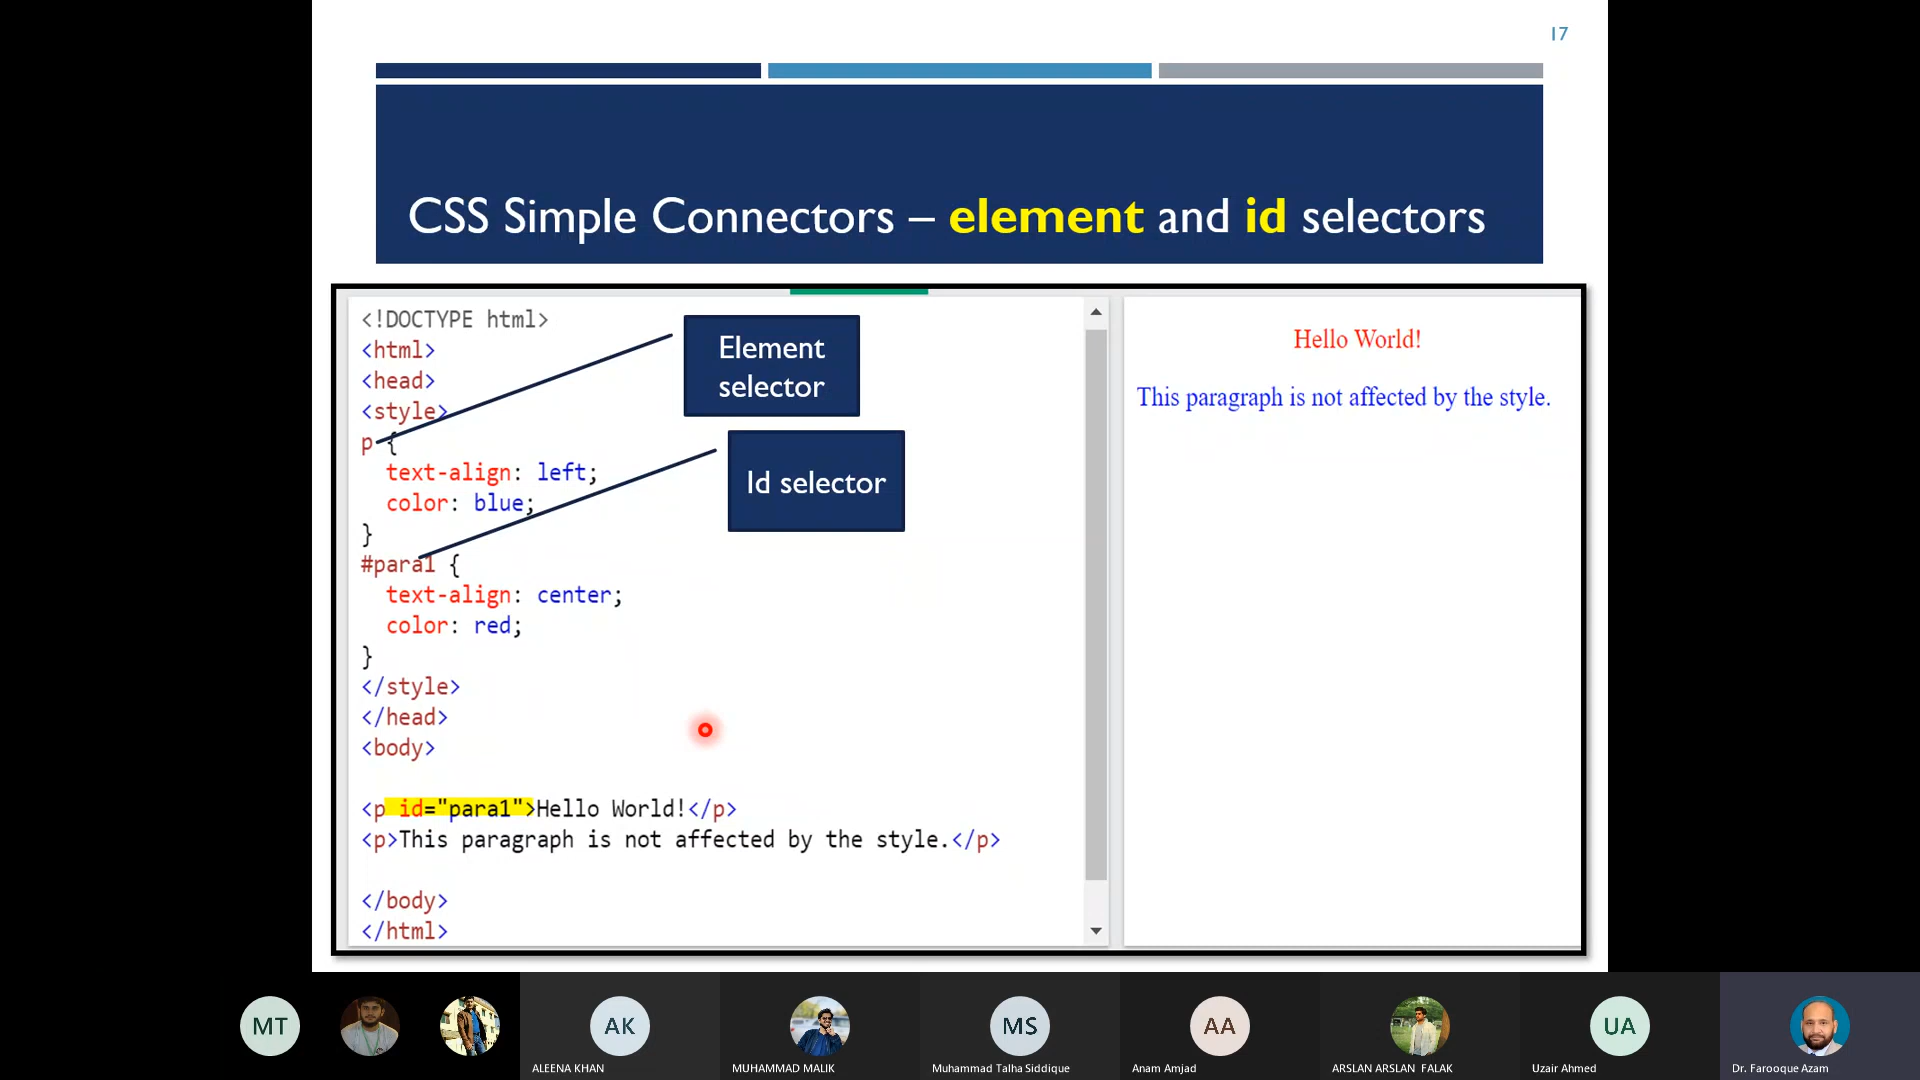 17
CSS Simple Connectors – element and id selectors
<!DOCTYPE html>
<html>
<head>
<style>
p {
text-align: left;
color: blue;
}
#para1 {
text-align: center;
color: red;
}
</style>
</head>
<body>
<p id="para1">Hello World!</p>
<p>This paragraph is not affected by the style.</p>
</body>
</html>
Element
selector
Id selector
Hello World!
This paragraph is not affected by the style.
MT
AK
MS
AA
UA
ALEENA KHAN
MUHAMMAD MALIK
Muhammad Talha Siddique
Anam Amjad
ARSLAN ARSLAN FALAK
Uzair Ahmed
Dr. Farooque Azam